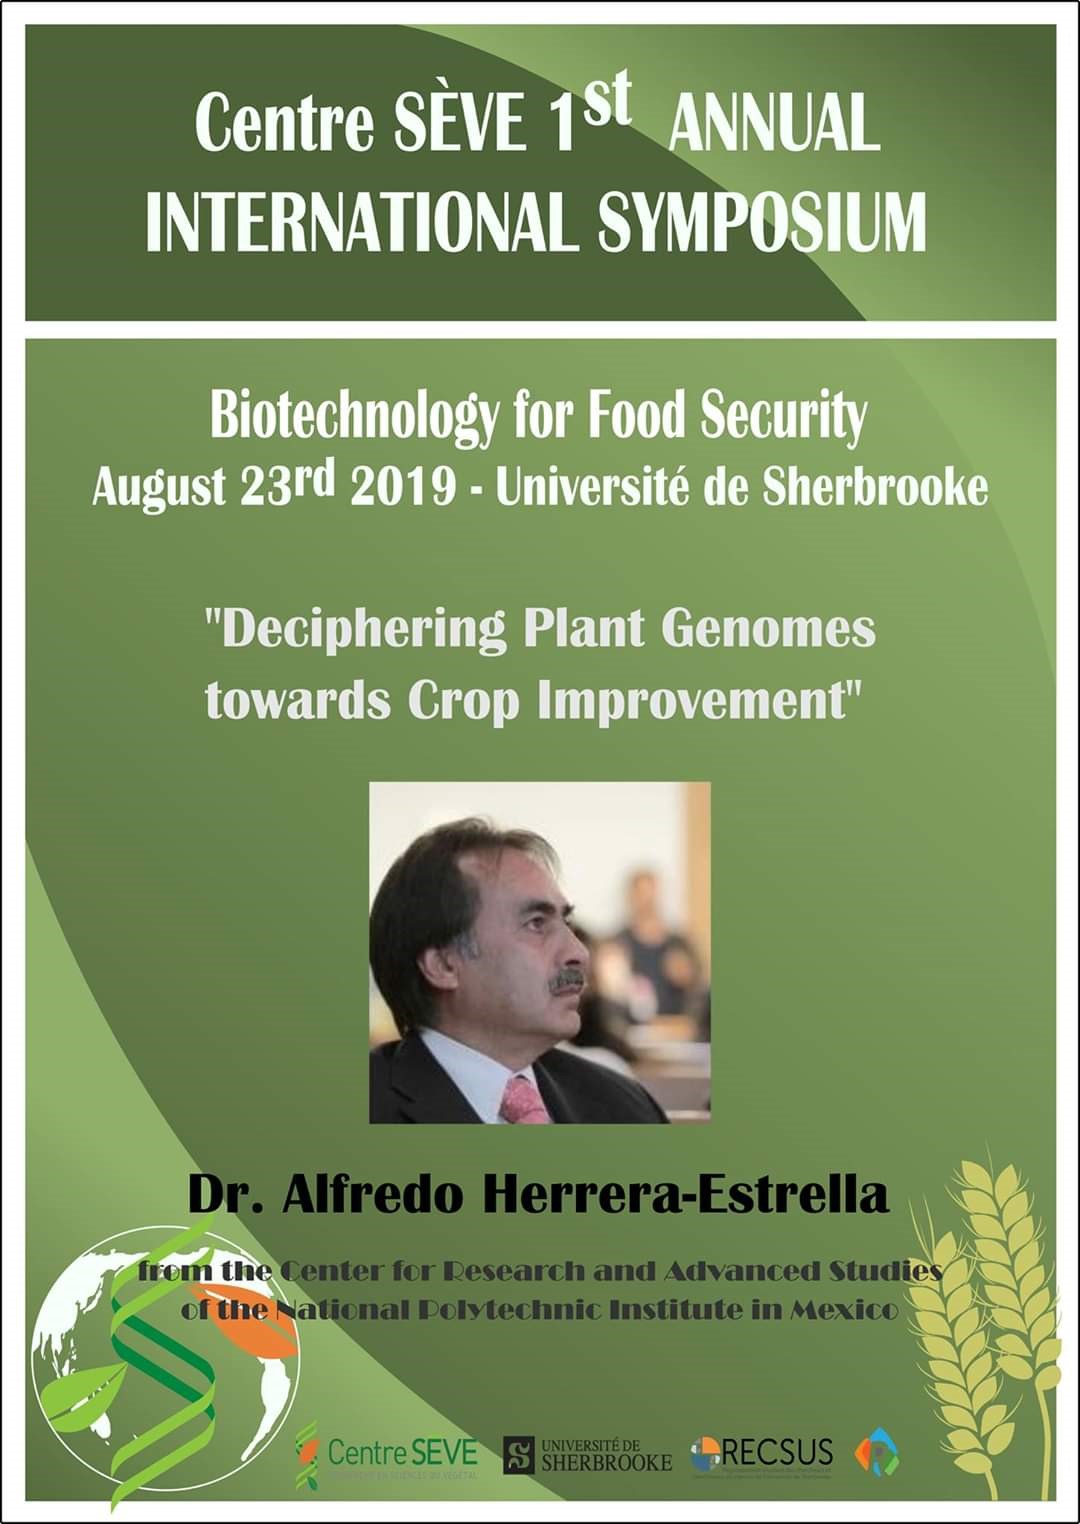 Centre SÈVE 1st ANNUAL
INTERNATIONAL SYMPOSIUM
Biotechnology for Food Security
August 23rd 2019 - Université de Sherbrooke
"Deciphering Plant Genomes
towards Crop Improvement"
Dr. Alfredo Herrera-Estrella
from the Center for Research and Advanced Studies
of the National Polytechnic Institute in Mexico
Centre SEVE
UNIVERSITÉ DE
SHERBROOKE
RECSUS